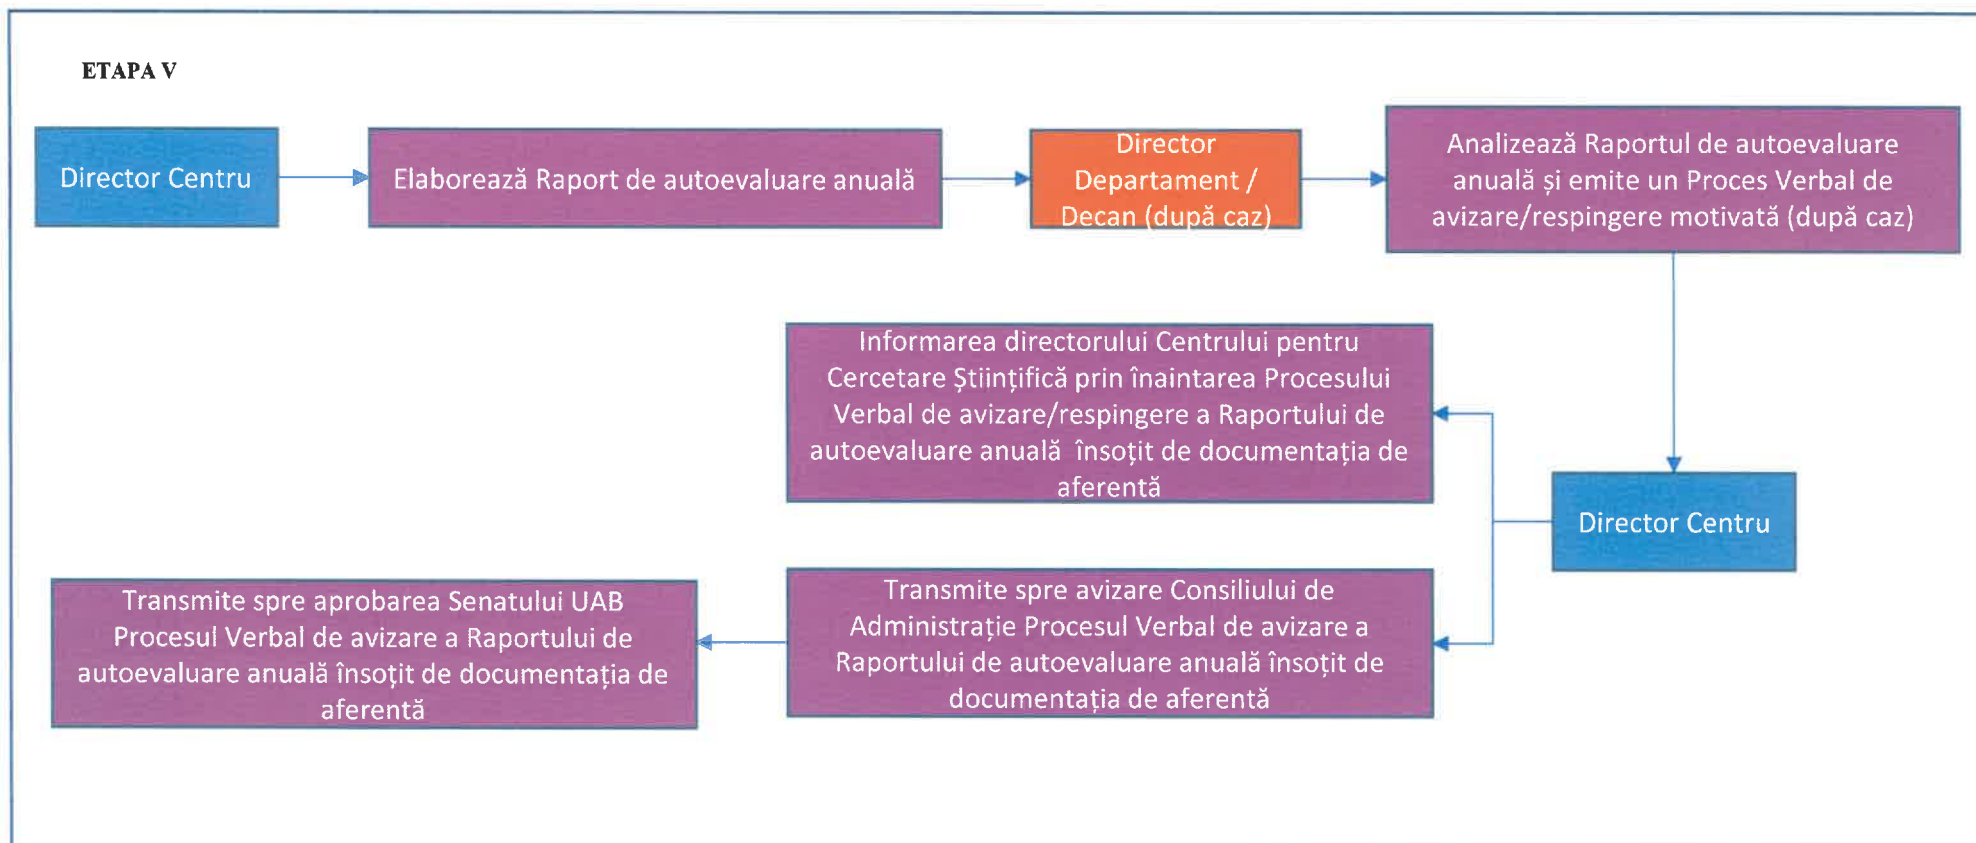 ETAPA V
Director Centru
Elaborează Raport de autoevaluare anuală
Director
Departament /
Decan (după caz)
Analizează Raportul de autoevaluare
anuală și emite un Proces Verbal de
avizare/respingere motivată (după caz)
Informarea directorului Centrului pentru
Cercetare Științifică prin înaintarea Procesului
Verbal de avizare/respingere a Raportului de
autoevaluare anuală însoțit de documentația de
aferentă
Director Centru
Transmite spre avizare Consiliului de
Administrație Procesul Verbal de avizare a
Raportului de autoevaluare anuală însoțit de
documentația de aferentă
Transmite spre aprobarea Senatului UAB
Procesul Verbal de avizare a Raportului de
autoevaluare anuală însoțit de documentația de
aferentă